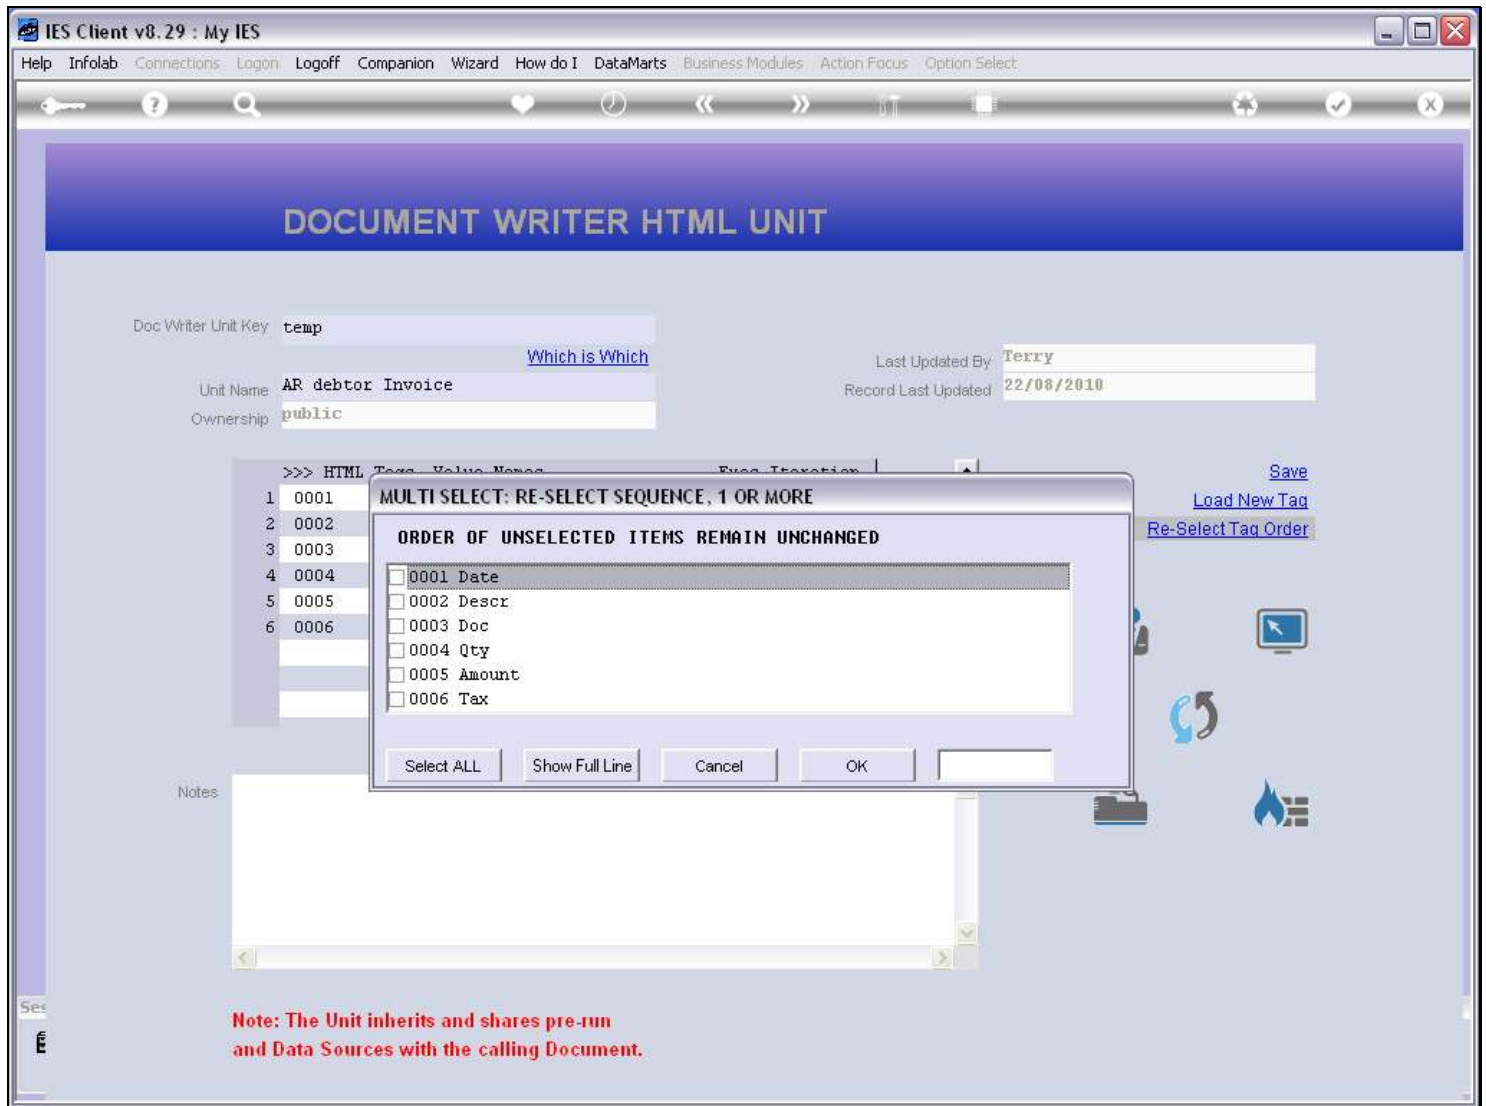 IES Client v8.29 : My IES
Help Infolab Connections Logon Logoff Companion Wizard How do I DataMarts Business Modules Action Focus Option Select
DOCUMENT WRITER HTML UNIT
Doc Writer Unit Key temp
Which is Which
Last Updated By Terry
Unit Name AR debtor Invoice
Record Last Updated 22/08/2010
Ownership public
>>> HTML Tags Value Names Exec Iteration
Save
1 0001
Load New Tag
2 0002
Re-Select Tag Order
3 0003
4 0004
5 0005
6 0006
MULTI SELECT: RE-SELECT SEQUENCE, 1 OR MORE
ORDER OF UNSELECTED ITEMS REMAIN UNCHANGED
0001 Date
0002 Descr
0003 Doc
0004 Qty
0005 Amount
0006 Tax
Select ALL Show Full Line Cancel OK
Notes
Note: The Unit inherits and shares pre-run
and Data Sources with the calling Document.